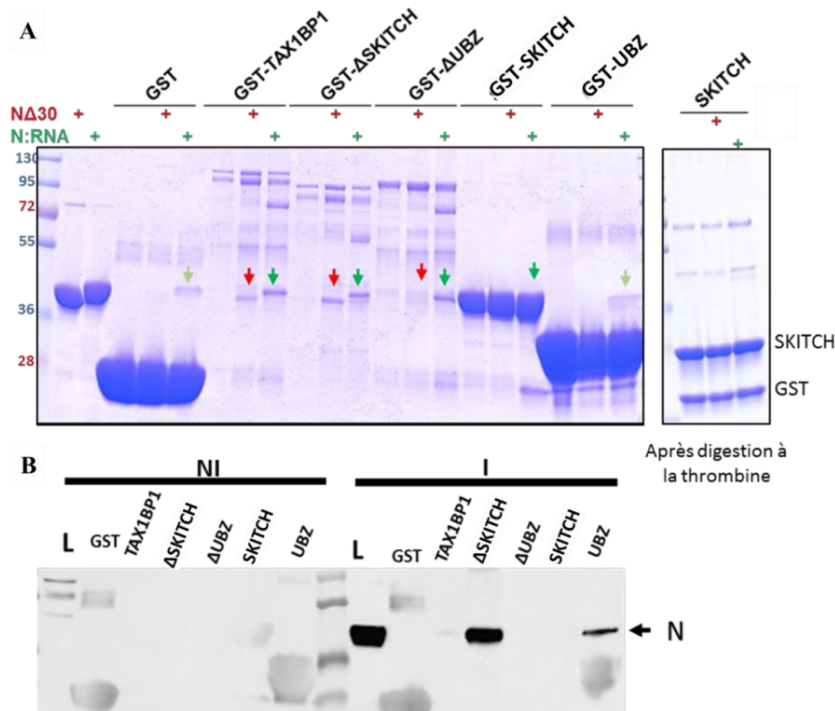 A
GST
GST-TAX1BP1
GST-ΔSKITCH
GST-ΔUBZ
GST-SKITCH
GST-UBZ
SKITCH
NΔ30 + + + + + + + +
N:RNA + + + + + + + +
130
95
72
55
36
28
SKITCH
GST
Après digestion à
la thrombine
B
NI I
L GST TAX1BP1 ΔSKITCH ΔUBZ SKITCH UBZ L GST TAX1BP1 ΔSKITCH ΔUBZ SKITCH UBZ
N